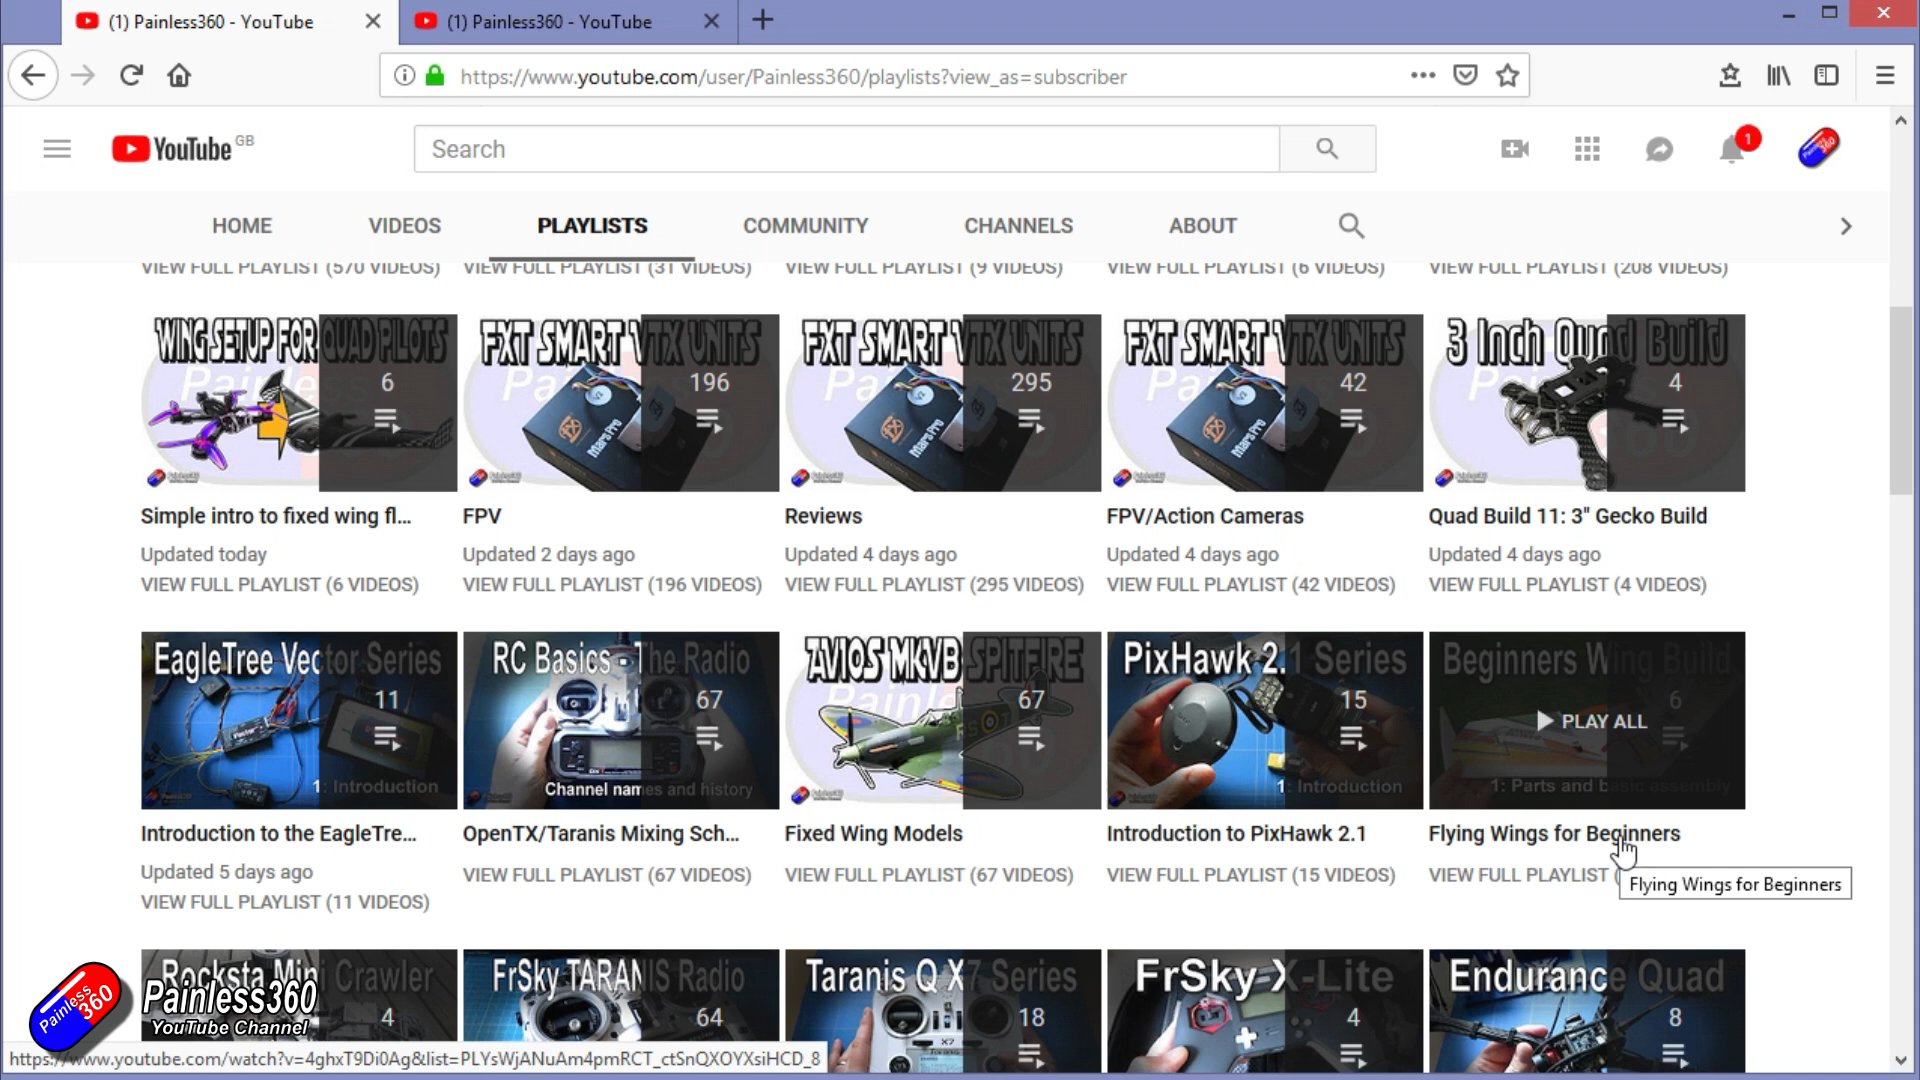 (1) Painless360 - YouTube
(1) Painless360 - YouTube
https://www.youtube.com/user/Painless360/playlists?view_as=subscriber
YouTube GB
Search
1
HOME VIDEOS PLAYLISTS COMMUNITY CHANNELS ABOUT
VIEW FULL PLAYLIST (570 VIDEOS) VIEW FULL PLAYLIST (31 VIDEOS) VIEW FULL PLAYLIST (9 VIDEOS) VIEW FULL PLAYLIST (6 VIDEOS) VIEW FULL PLAYLIST (208 VIDEOS)
WING SETUP FOR QUAD PILOTS
6
FXT SMART VTX UNITS
196
FXT SMART VTX UNITS
295
FXT SMART VTX UNITS
42
3 Inch Quad Build
4
Simple intro to fixed wing fl...
Updated today
VIEW FULL PLAYLIST (6 VIDEOS)
FPV
Updated 2 days ago
VIEW FULL PLAYLIST (196 VIDEOS)
Reviews
Updated 4 days ago
VIEW FULL PLAYLIST (295 VIDEOS)
FPV/Action Cameras
Updated 4 days ago
VIEW FULL PLAYLIST (42 VIDEOS)
Quad Build 11: 3" Gecko Build
Updated 4 days ago
VIEW FULL PLAYLIST (4 VIDEOS)
EagleTree Vector Series
11
1: Introduction
RC Basics - The Radio
67
Channel names and history
AVIOS MKVB SPITFIRE
67
PixHawk 2.1 Series
15
1: Introduction
Beginners Wing Build
6
PLAY ALL
1: Parts and basic assembly
Introduction to the EagleTre...
Updated 5 days ago
VIEW FULL PLAYLIST (11 VIDEOS)
OpenTX/Taranis Mixing Sch...
VIEW FULL PLAYLIST (67 VIDEOS)
Fixed Wing Models
VIEW FULL PLAYLIST (67 VIDEOS)
Introduction to PixHawk 2.1
VIEW FULL PLAYLIST (15 VIDEOS)
Flying Wings for Beginners
VIEW FULL PLAYLIST (
Flying Wings for Beginners
Rocksta Mini Crawler
4
FrSky TARANIS Radio
64
Taranis Q X7 Series
18
X7
FrSky X-Lite
4
Endurance Quad
8
Painless 360
Painless360
YouTube Channel
https://www.youtube.com/watch?v=4ghxT9Di0Ag&list=PLYsWjANuAm4pmRCT_ctSnQXOYXsiHCD_8